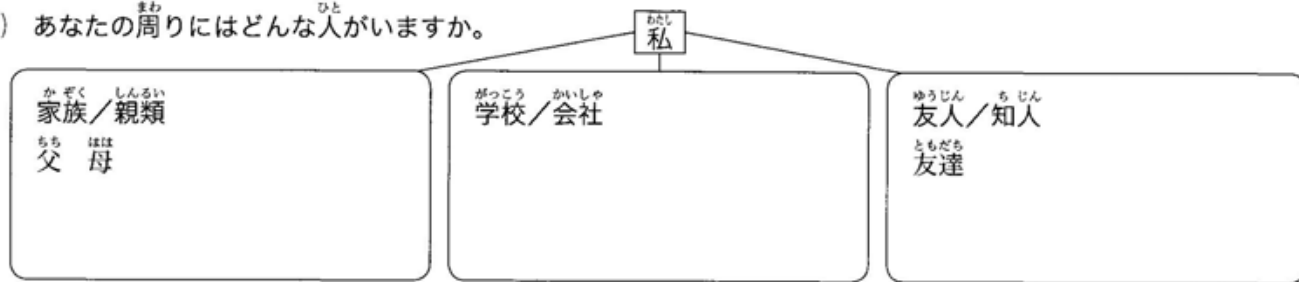 ) あなたの周りにはどんな人がいますか。
私
家族／親類
父 母
学校／会社
友人／知人
友達